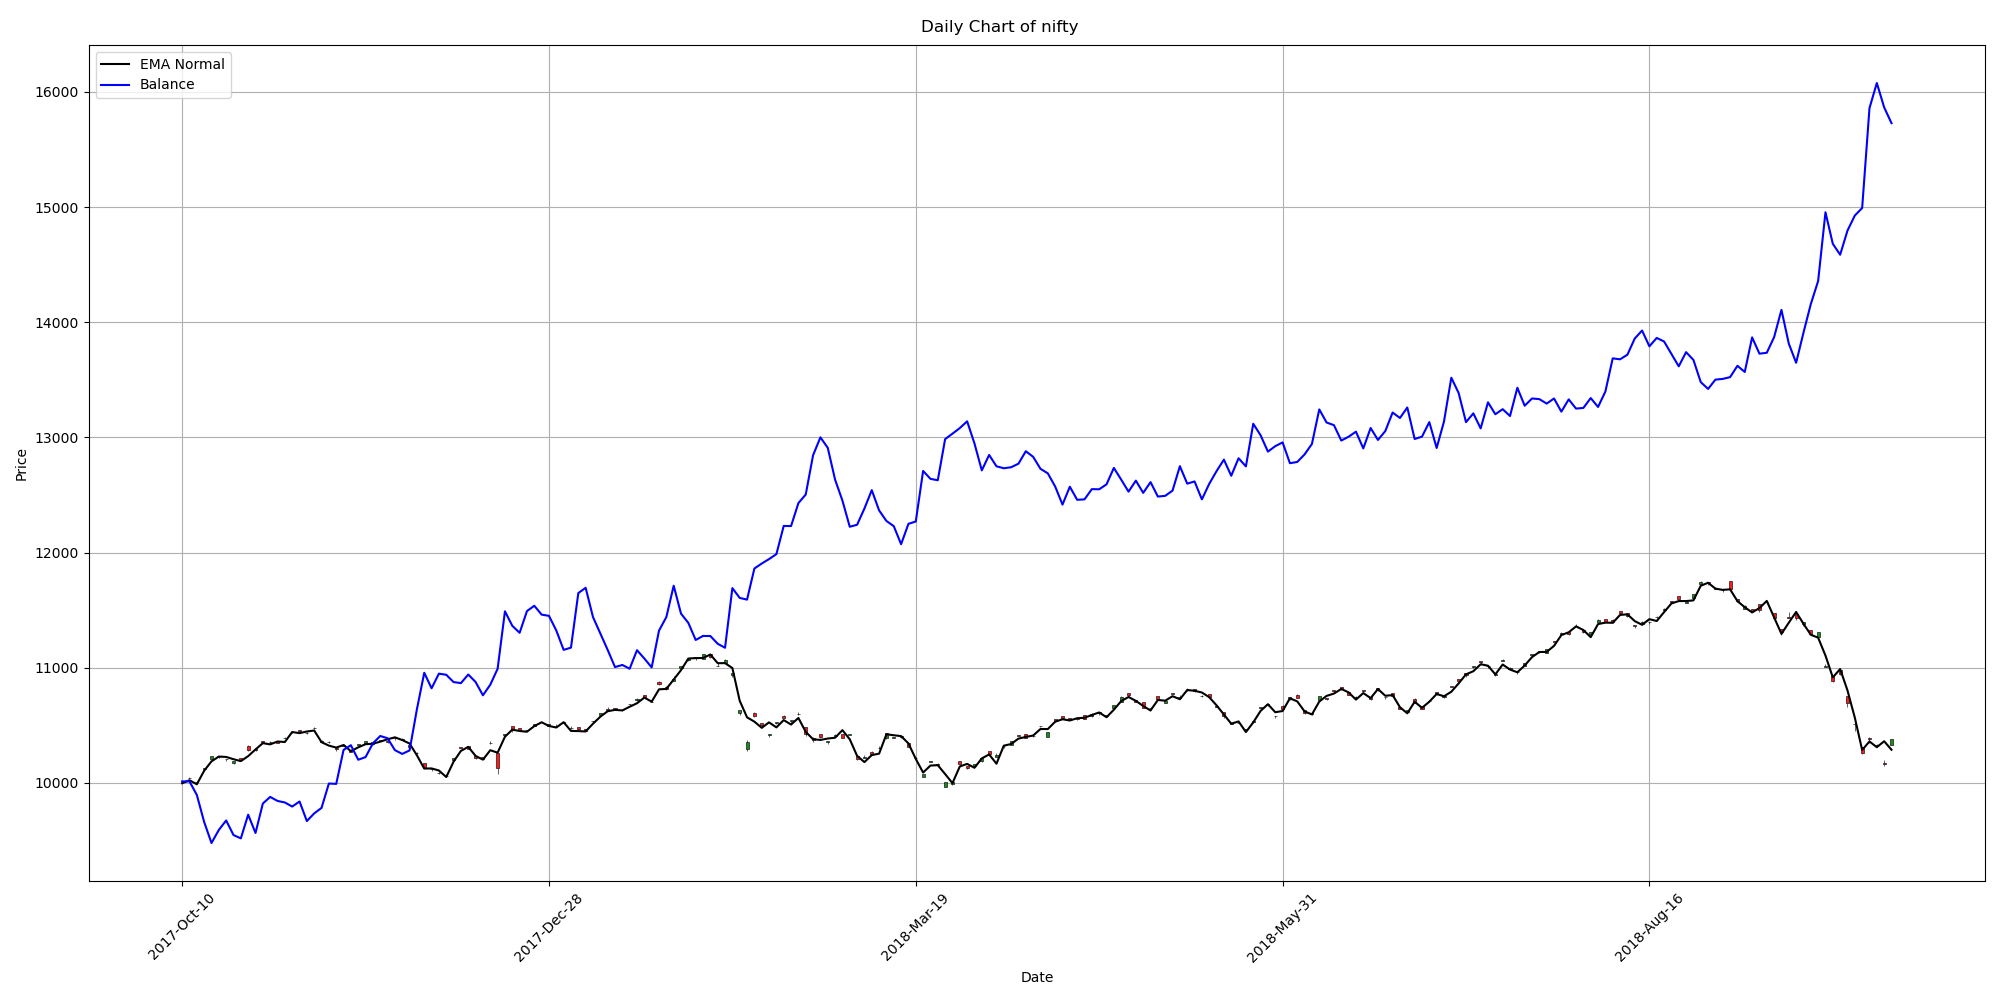 Daily Chart of nifty
EMA Normal
Balance
16000
15000
14000
13000
12000
11000
10000
Price
2017-Oct-10
2017-Dec-28
2018-Mar-19
2018-May-31
2018-Aug-16
Date